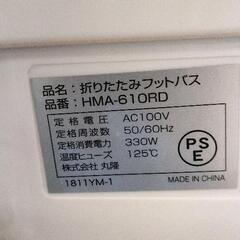 品名：折りたたみフットバス
品番：HMA-610RD
定格電圧 AC100V
定格周波数 50/60Hz
定格消費電力 330W
温度ヒューズ 125℃
株式会社 丸隆
PSE
1811YM-1 MADE IN CHINA